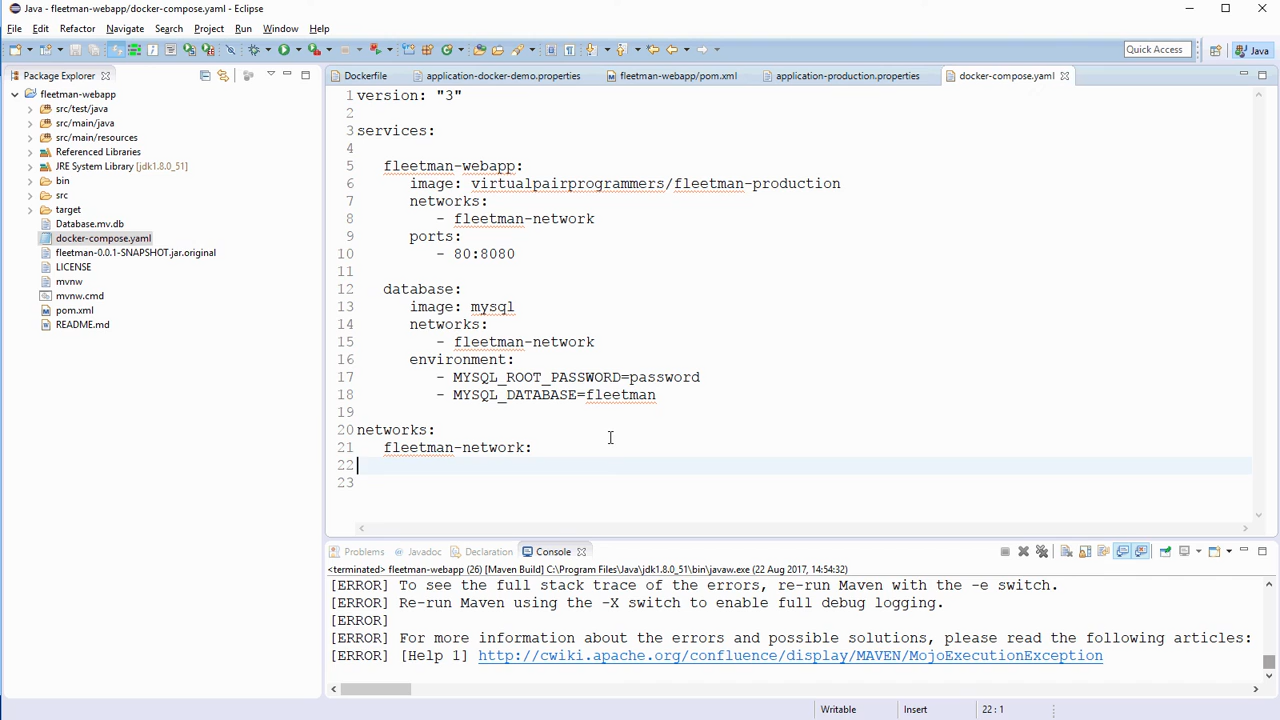 Java - fleetman-webapp/docker-compose.yaml - Eclipse
File Edit Refactor Navigate Search Project Run Window Help
Quick Access
Java
Package Explorer
Dockerfile
application-docker-demo.properties
fleetman-webapp/pom.xml
application-production.properties
docker-compose.yaml
fleetman-webapp
src/test/java
src/main/java
src/main/resources
Referenced Libraries
JRE System Library [jdk1.8.0_51]
bin
src
target
Database.mv.db
docker-compose.yaml
fleetman-0.0.1-SNAPSHOT.jar.original
LICENSE
mvnw
mvnw.cmd
pom.xml
README.md
1 version: "3"
2
3 services:
4
5 fleetman-webapp:
6 image: virtualpairprogrammers/fleetman-production
7 networks:
8 - fleetman-network
9 ports:
10 - 80:8080
11
12 database:
13 image: mysql
14 networks:
15 - fleetman-network
16 environment:
17 - MYSQL_ROOT_PASSWORD=password
18 - MYSQL_DATABASE=fleetman
19
20 networks:
21 fleetman-network:
22
23
Problems Javadoc Declaration Console
<terminated> fleetman-webapp (26) [Maven Build] C:\Program Files\Java\jdk1.8.0_51\bin\javaw.exe (22 Aug 2017, 14:54:32)
[ERROR] To see the full stack trace of the errors, re-run Maven with the -e switch.
[ERROR] Re-run Maven using the -X switch to enable full debug logging.
[ERROR]
[ERROR] For more information about the errors and possible solutions, please read the following articles:
[ERROR] [Help 1] http://cwiki.apache.org/confluence/display/MAVEN/MojoExecutionException
Writable Insert 22 : 1